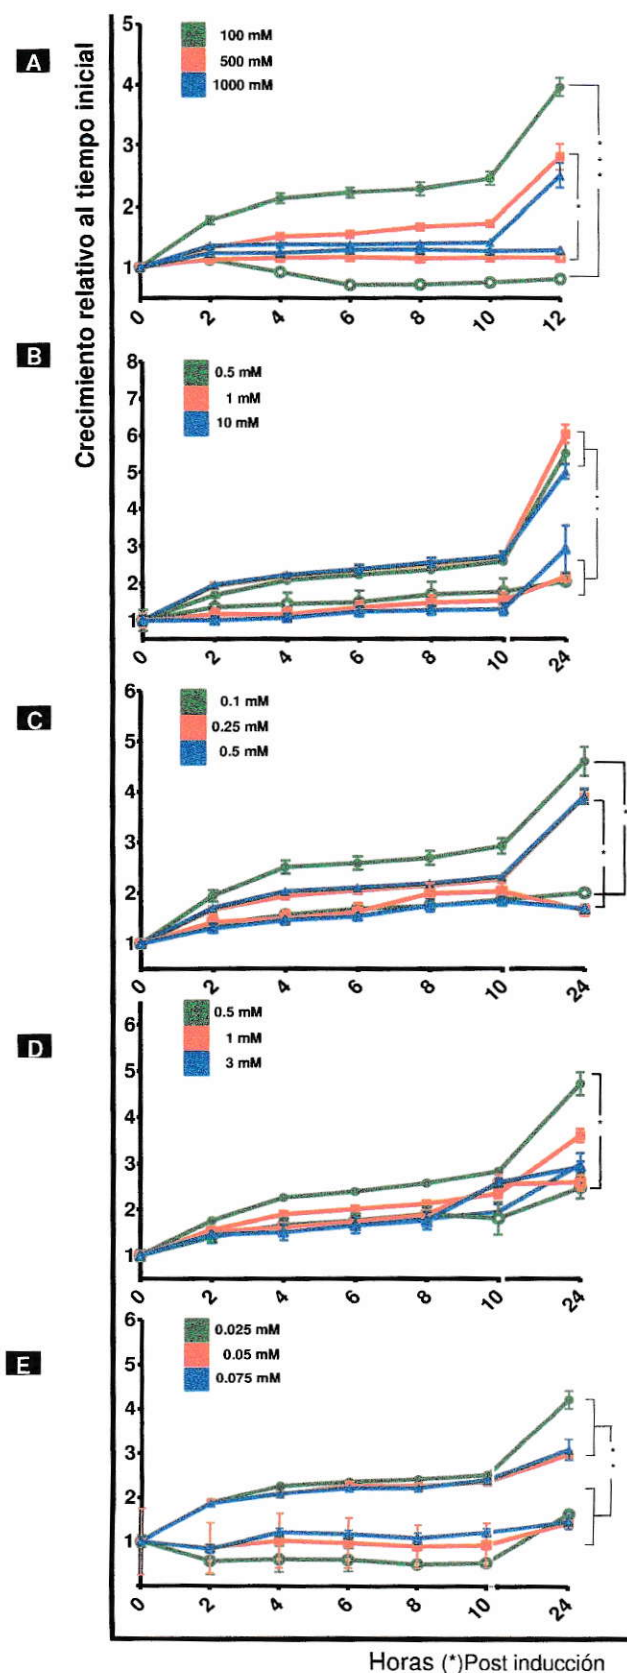 Crecimiento relativo al tiempo inicial
A
100 mM
500 mM
1000 mM
5
4
3
2
1
0 2 4 6 8 10 12
B
0.5 mM
1 mM
10 mM
8
7
6
5
4
3
2
1
0 2 4 6 8 10 24
C
0.1 mM
0.25 mM
0.5 mM
6
5
4
3
2
1
0 2 4 6 8 10 24
D
0.5 mM
1 mM
3 mM
6
5
4
3
2
1
0 2 4 6 8 10 24
E
0.025 mM
0.05 mM
0.075 mM
6
5
4
3
2
1
0 2 4 6 8 10 24
Horas (*)Post inducción